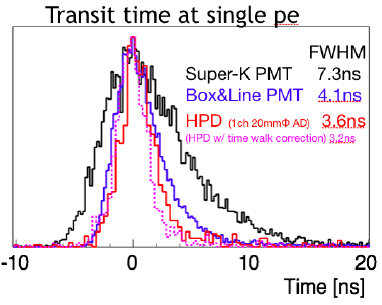 Transit time at single pe
FWHM
Super-K PMT 7.3ns
Box&Line PMT 4.1ns
HPD (1ch 20mmΦ AD) 3.6ns
(HPD w/ time walk correction) 3.2ns
-10 0 10 20
Time [ns]